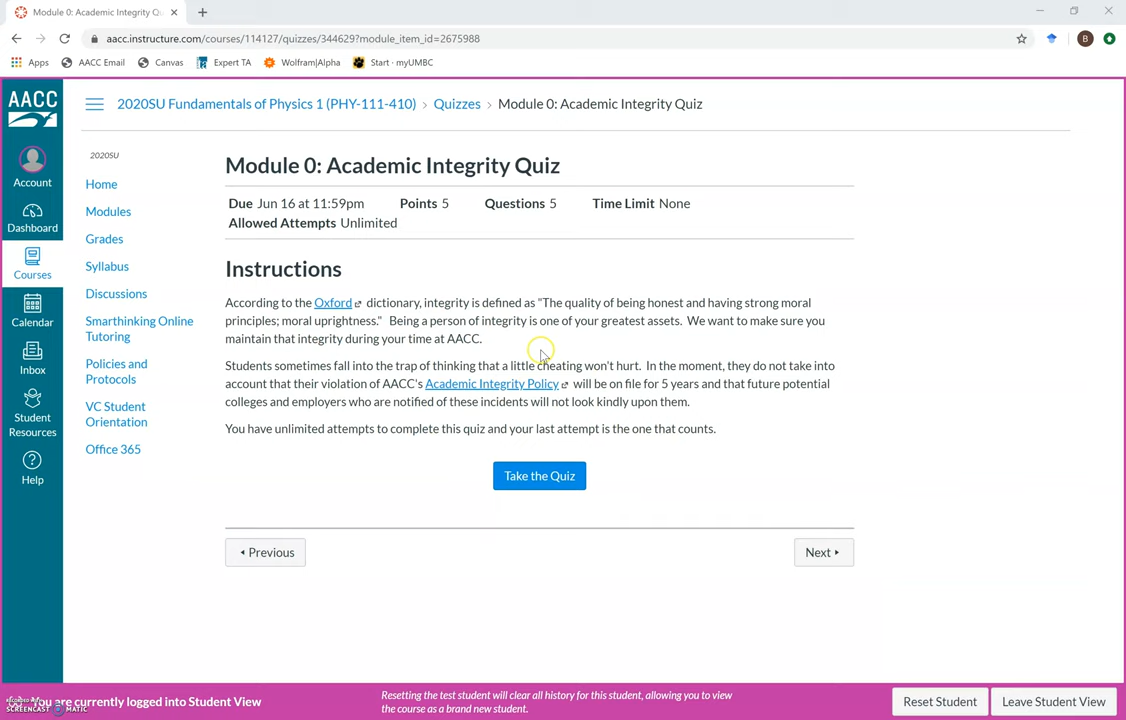 Module 0: Academic Integrity Qu
aacc.instructure.com/courses/114127/quizzes/344629?module_item_id=2675988
B
Apps AACC Email Canvas Expert TA Wolfram|Alpha Start · myUMBC
AACC
2020SU Fundamentals of Physics 1 (PHY-111-410) › Quizzes › Module 0: Academic Integrity Quiz
Account
Dashboard
Courses
Calendar
Inbox
Student
Resources
Help
2020SU
Home
Modules
Grades
Syllabus
Discussions
Smarthinking Online
Tutoring
Policies and
Protocols
VC Student
Orientation
Office 365
Module 0: Academic Integrity Quiz
Due Jun 16 at 11:59pm Points 5 Questions 5 Time Limit None
Allowed Attempts Unlimited
Instructions
According to the Oxford dictionary, integrity is defined as "The quality of being honest and having strong moral
principles; moral uprightness." Being a person of integrity is one of your greatest assets. We want to make sure you
maintain that integrity during your time at AACC.
Students sometimes fall into the trap of thinking that a little cheating won't hurt. In the moment, they do not take into
account that their violation of AACC's Academic Integrity Policy will be on file for 5 years and that future potential
colleges and employers who are notified of these incidents will not look kindly upon them.
You have unlimited attempts to complete this quiz and your last attempt is the one that counts.
Take the Quiz
Previous
Next
You are currently logged into Student View
SCREENCAST MATIC
Resetting the test student will clear all history for this student, allowing you to view
the course as a brand new student.
Reset Student
Leave Student View